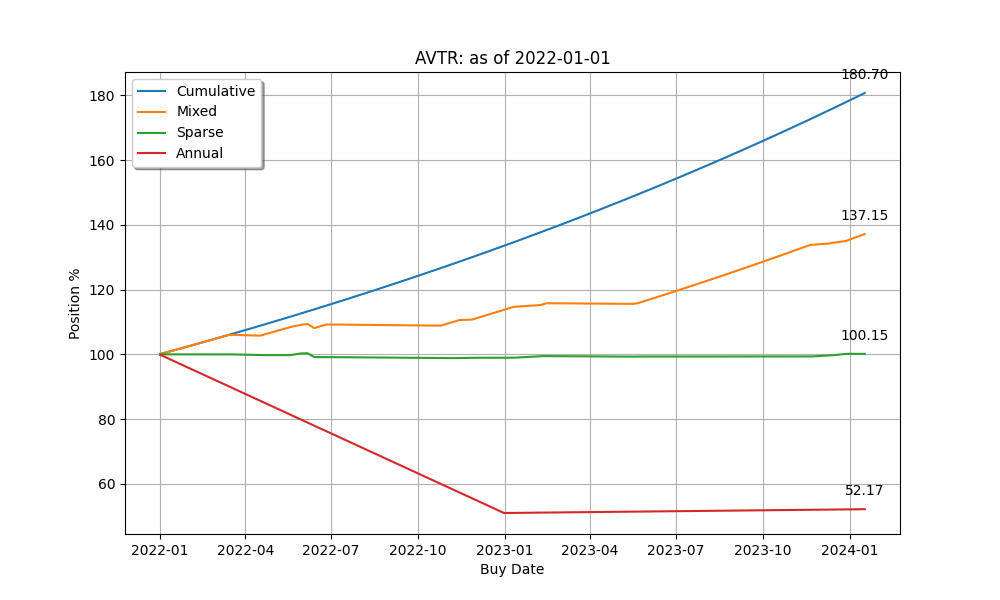 AVTR: as of 2022-01-01
Cumulative
Mixed
Sparse
Annual
180.70
137.15
100.15
52.17
180
160
140
120
100
80
60
Position %
2022-01
2022-04
2022-07
2022-10
2023-01
2023-04
2023-07
2023-10
2024-01
Buy Date